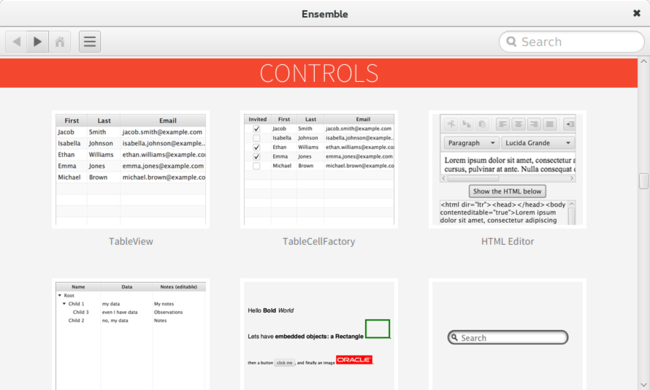 Ensemble
Search
CONTROLS
First Last Email
Jacob Smith jacob.smith@example.com
Isabella Johnson isabella.johnson@example.co
Ethan Williams ethan.williams@example.co
Emma Jones emma.jones@example.com
Michael Brown michael.brown@example.co
TableView
Invited First Last Email
Jacob Smith jacob.smith@example.com
Isabella Johnson isabella.johnson@example.c
Ethan Williams ethan.williams@example.co
Emma Jones emma.jones@example.com
Michael Brown michael.brown@example.c
TableCellFactory
Paragraph Lucida Grande
Lorem ipsum dolor sit amet, consectetur a
cursus, pulvinar at ante. Nulla consequat
Show the HTML below
<html dir="ltr"><head></head><body
contenteditable="true">Lorem ipsum
dolor sit amet, consectetur adipiscing
HTML Editor
Name Data Notes (editable)
Root
Child 1 my data My notes
Child 3 even I have data Observations
Child 2 no, my data Notes
Hello Bold World
Lets have embedded objects: a Rectangle
then a button click me , and finally an image ORACLE .
Search